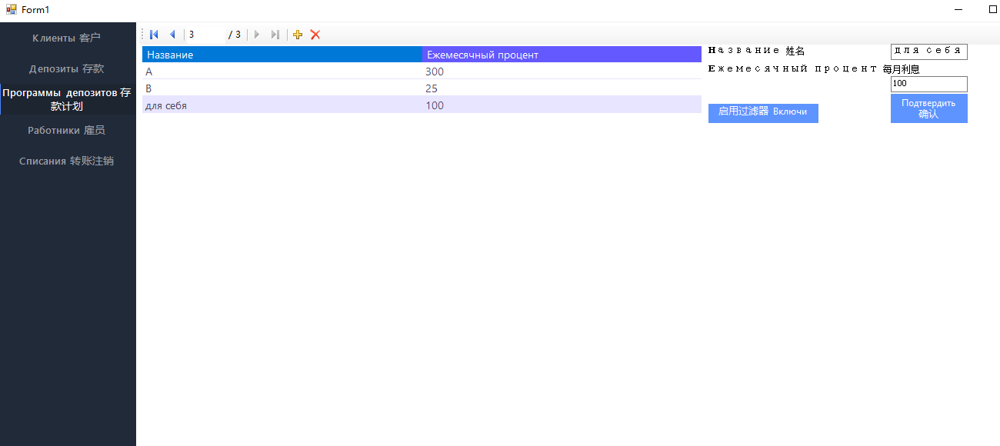 Form1
Клиенты 客户
Депозиты 存款
Программы депозитов 存
款计划
Работники 雇员
Списания 转账注销
3 / 3
Название Ежемесячный процент
A 300
B 25
для себя 100
Название 姓名 для себя
Ежемесячный процент 每月利息
100
启用过滤器 Включи
Подтвердить
确认